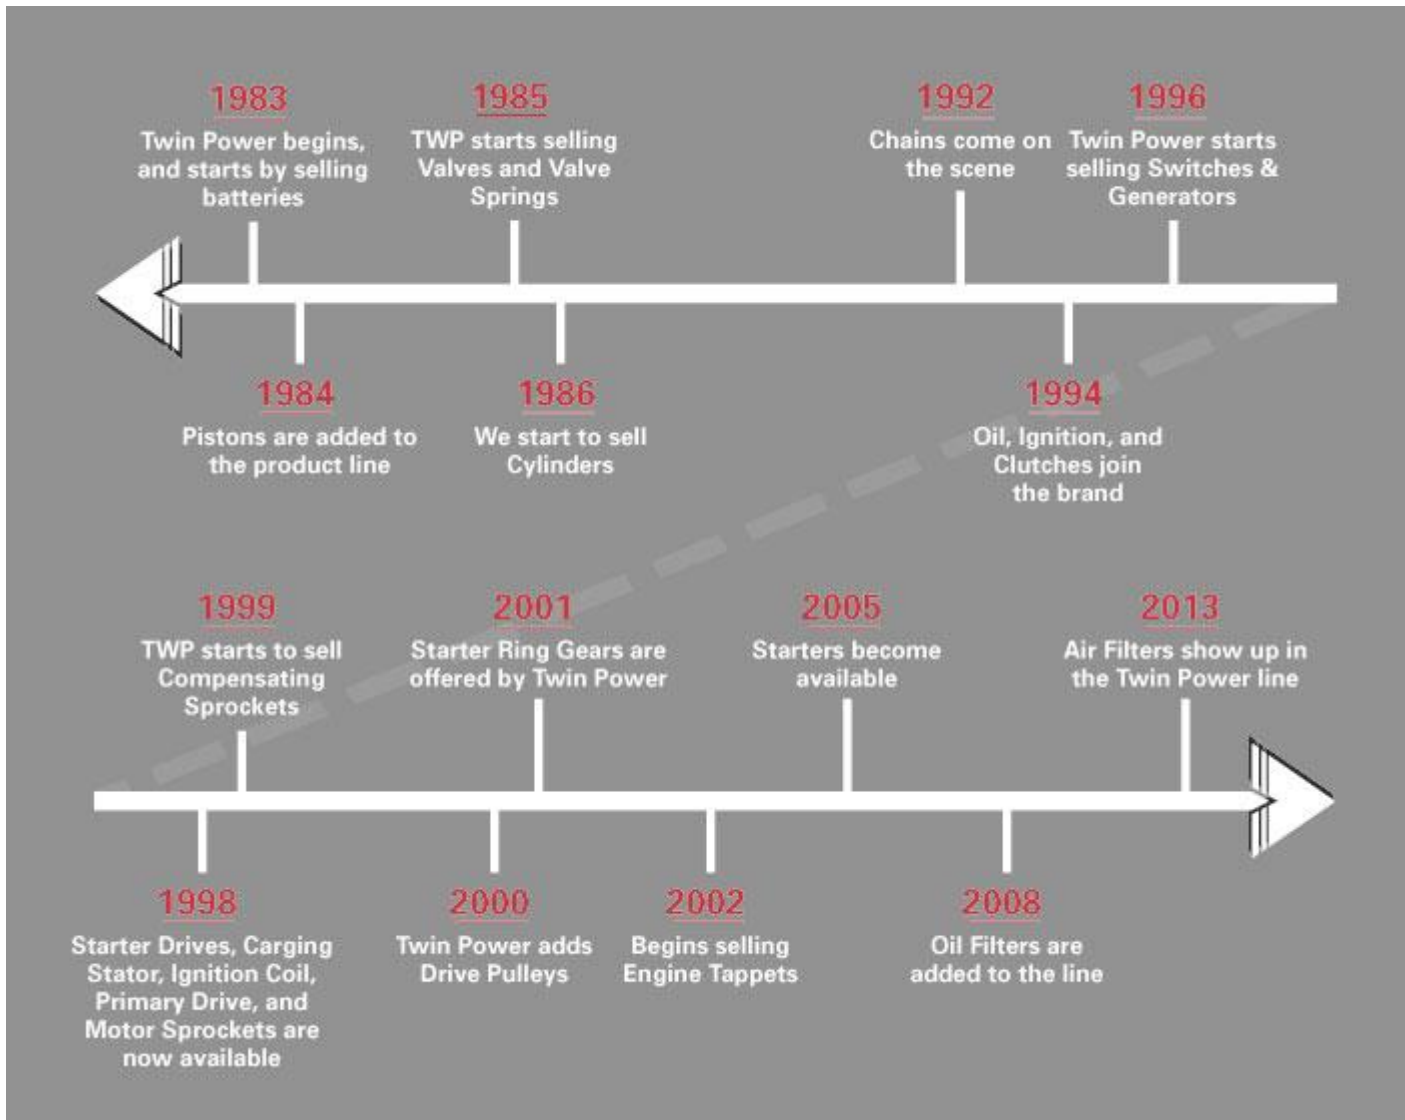 1983
Twin Power begins,
and starts by selling
batteries
1985
TWP starts selling
Valves and Valve
Springs
1992
Chains come on
the scene
1996
Twin Power starts
selling Switches &
Generators
1984
Pistons are added to
the product line
1986
We start to sell
Cylinders
1994
Oil, Ignition, and
Clutches join
the brand
1999
TWP starts to sell
Compensating
Sprockets
2001
Starter Ring Gears are
offered by Twin Power
2005
Starters become
available
2013
Air Filters show up in
the Twin Power line
1998
Starter Drives, Carging
Stator, Ignition Coil,
Primary Drive, and
Motor Sprockets are
now available
2000
Twin Power adds
Drive Pulleys
2002
Begins selling
Engine Tappets
2008
Oil Filters are
added to the line